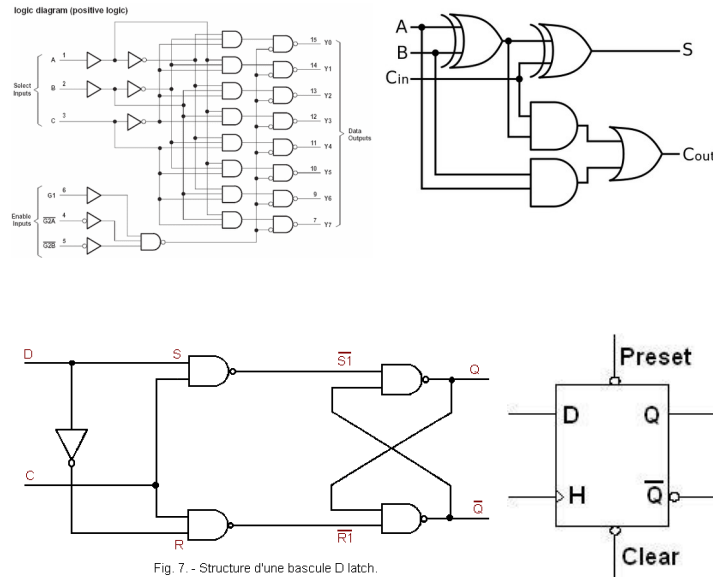 logic diagram (positive logic)
A 1
Select Inputs
B 2
C 3
G1 6
Enable Inputs
G2A 4
G2B 5
15 Y0
14 Y1
13 Y2
12 Y3
Data Outputs
11 Y4
10 Y5
9 Y6
7 Y7
A
B
Cin
S
Cout
D
S
S1
Q
C
R
R1
Q
Fig. 7. - Structure d'une bascule D latch.
Preset
D Q
H Q
Clear